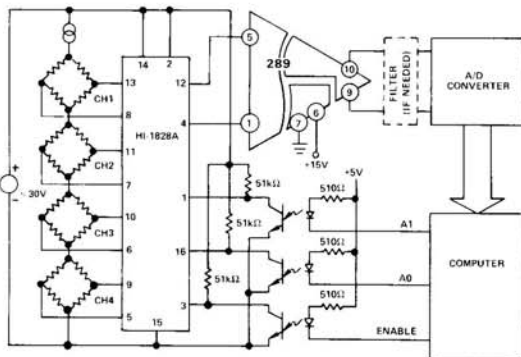 14
2
13
CH1
8
11
CH2
7
10
CH3
6
9
CH4
5
+
-
30V
HI-1828A
12
4
1
16
3
15
5
1
289
10
9
6
7
+15V
FILTER
(IF NEEDED)
A/D
CONVERTER
51kΩ
51kΩ
51kΩ
510Ω
+5V
510Ω
510Ω
A1
A0
ENABLE
COMPUTER